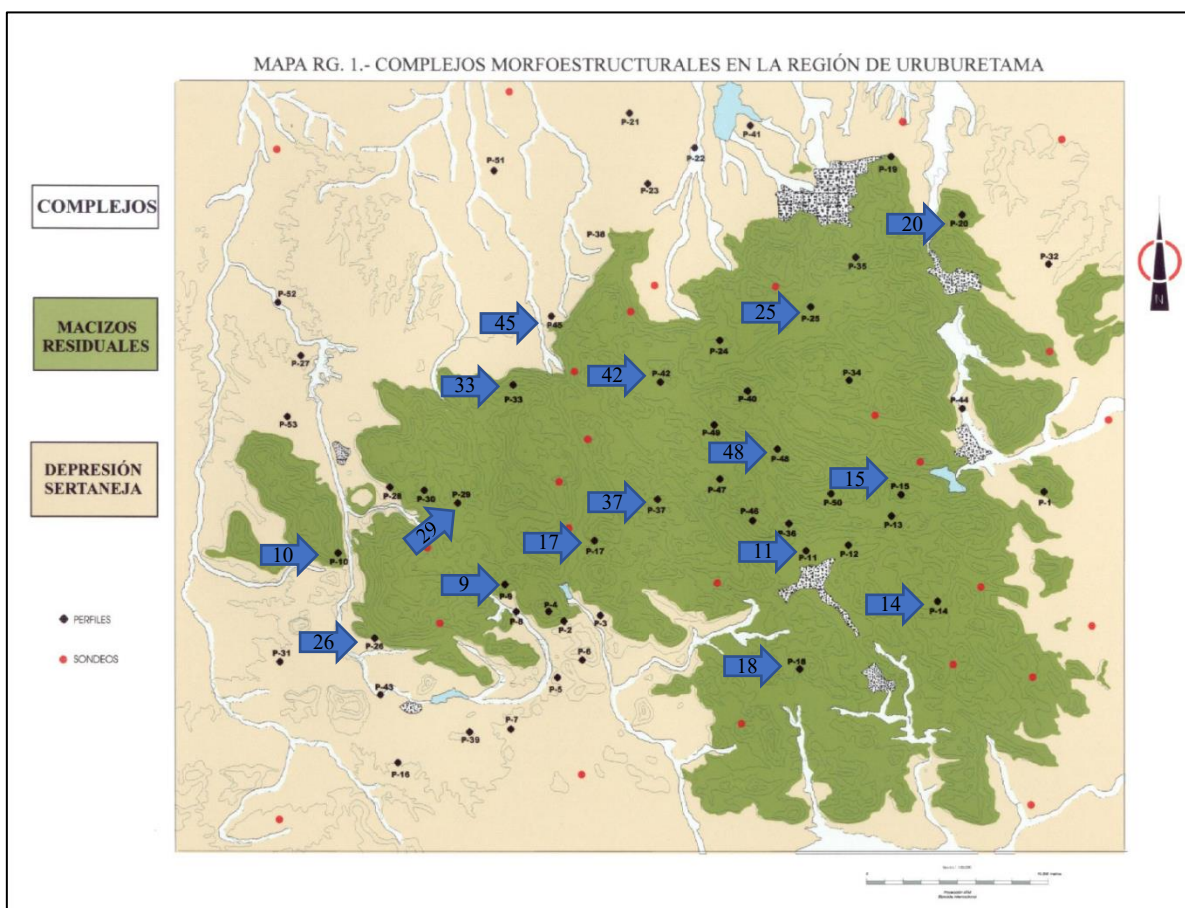 MAPA RG. 1.- COMPLEJOS MORFOESTRUCTURALES EN LA REGIÓN DE URUBURETAMA
COMPLEJOS
MACIZOS
RESIDUALES
DEPRESIÓN
SERTANEJA
PERFILES
SONDEOS
P-21
P-41
P-22
P-51
P-19
P-23
20
P-20
P-38
P-35
P-32
P-52
45
P-45
25
P-25
P-24
P-27
33
P-33
42
P-42
P-34
P-40
P-53
P-49
P-44
48
P-48
P-28
P-30
P-29
29
P-47
15
P-15
P-1
37
P-37
P-50
P-46
P-36
P-13
10
P-10
17
P-17
11
P-11
P-12
9
P-9
P-8
P-4
P-2
P-3
14
P-14
26
P-26
P-31
P-6
18
P-18
P-5
P-43
P-7
P-39
P-16
N